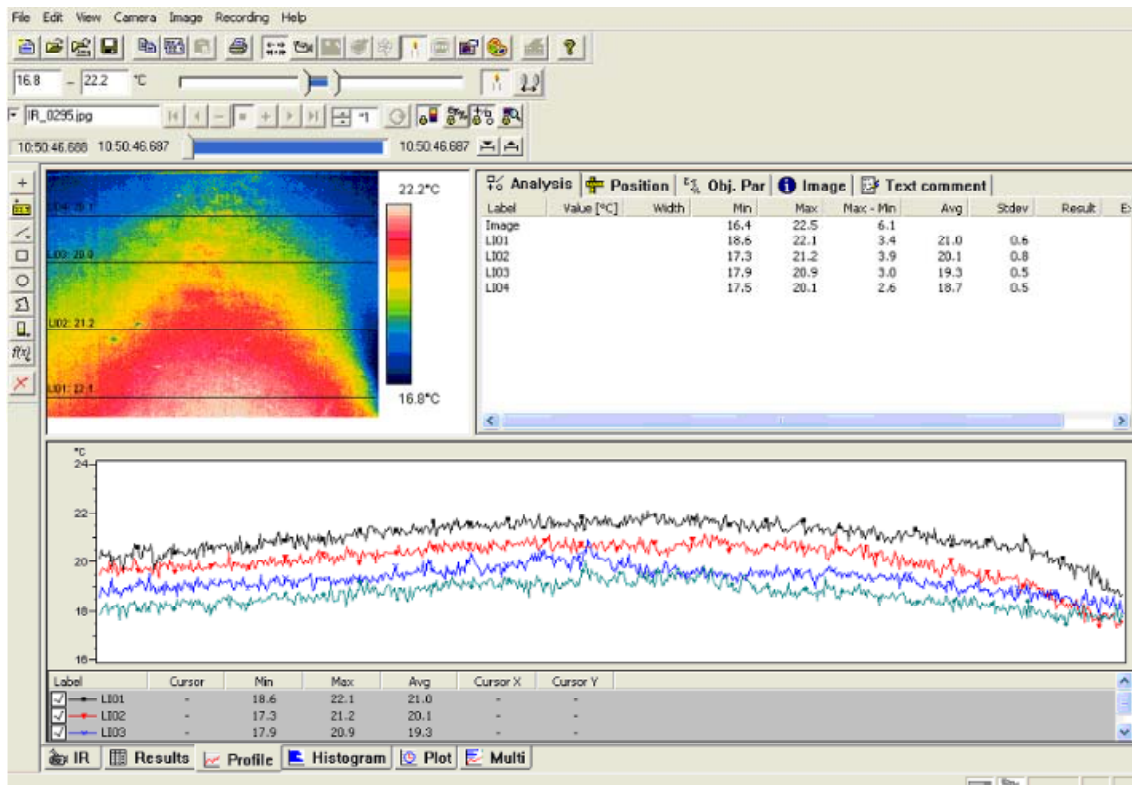 File Edit View Camera Image Recording Help
16.8 – 22.2 °C
IR_0295.jpg *1
10:50:46.688 10.50.46.687 10.50.46.687
22.2°C
16.8°C
LI04: 20.1
LI03: 20.9
LI02: 21.2
LI01: 22.1
Analysis Position Obj. Par Image Text comment
Label Value [°C] Width Min Max Max - Min Avg Stdev Result
Image 16.4 22.5 6.1
LI01 18.6 22.1 3.4 21.0 0.6
LI02 17.3 21.2 3.9 20.1 0.8
LI03 17.9 20.9 3.0 19.3 0.5
LI04 17.5 20.1 2.6 18.7 0.5
f(x)
°C
24
22
20
18
16
Label Cursor Min Max Avg Cursor X Cursor Y
LI01 - 18.6 22.1 21.0 - -
LI02 - 17.3 21.2 20.1 - -
LI03 - 17.9 20.9 19.3 - -
IR Results Profile Histogram Plot Multi